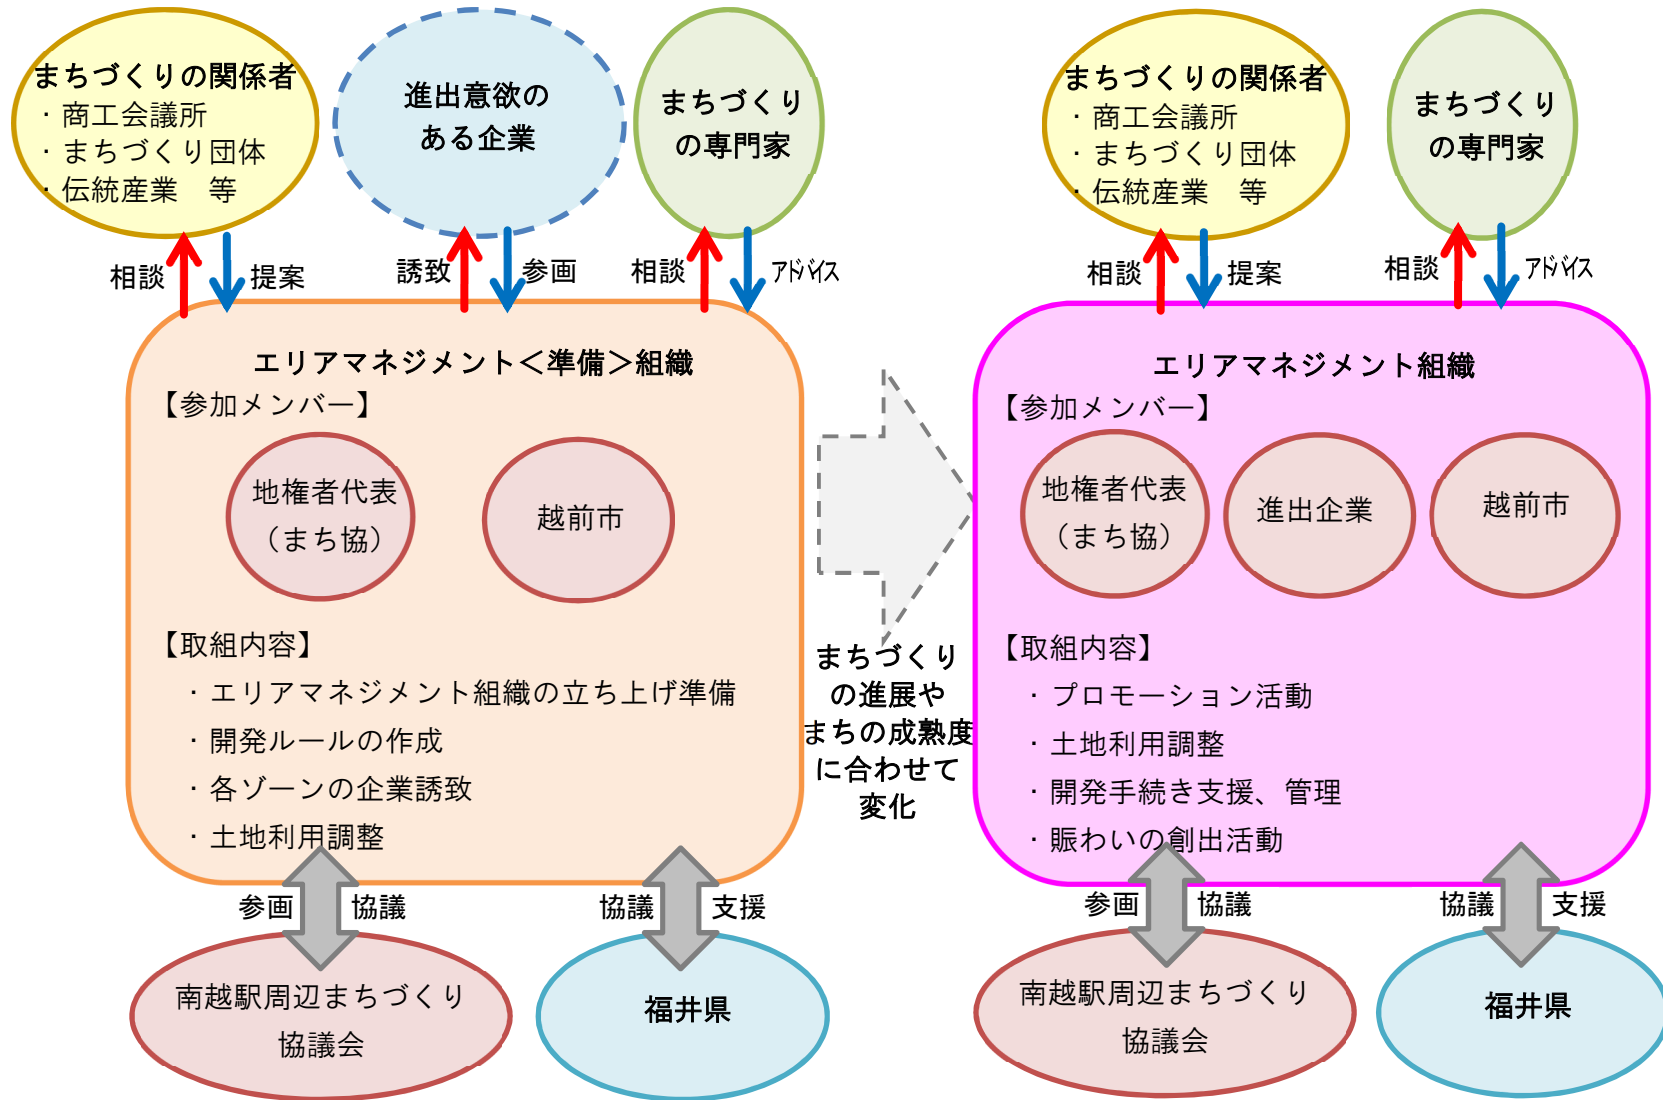 まちづくりの関係者
・商工会議所
・まちづくり団体
・伝統産業　等
進出意欲の
ある企業
まちづくり
の専門家
相談
提案
誘致
参画
相談
アドバイス
エリアマネジメント＜準備＞組織
【参加メンバー】
地権者代表
（まち協）
越前市
【取組内容】
・エリアマネジメント組織の立ち上げ準備
・開発ルールの作成
・各ゾーンの企業誘致
・土地利用調整
参画
協議
協議
支援
南越駅周辺まちづくり
協議会
福井県
まちづくり
の進展や
まちの成熟度
に合わせて
変化
まちづくりの関係者
・商工会議所
・まちづくり団体
・伝統産業　等
まちづくり
の専門家
相談
提案
相談
アドバイス
エリアマネジメント組織
【参加メンバー】
地権者代表
（まち協）
進出企業
越前市
【取組内容】
・プロモーション活動
・土地利用調整
・開発手続き支援、管理
・賑わいの創出活動
参画
協議
協議
支援
南越駅周辺まちづくり
協議会
福井県